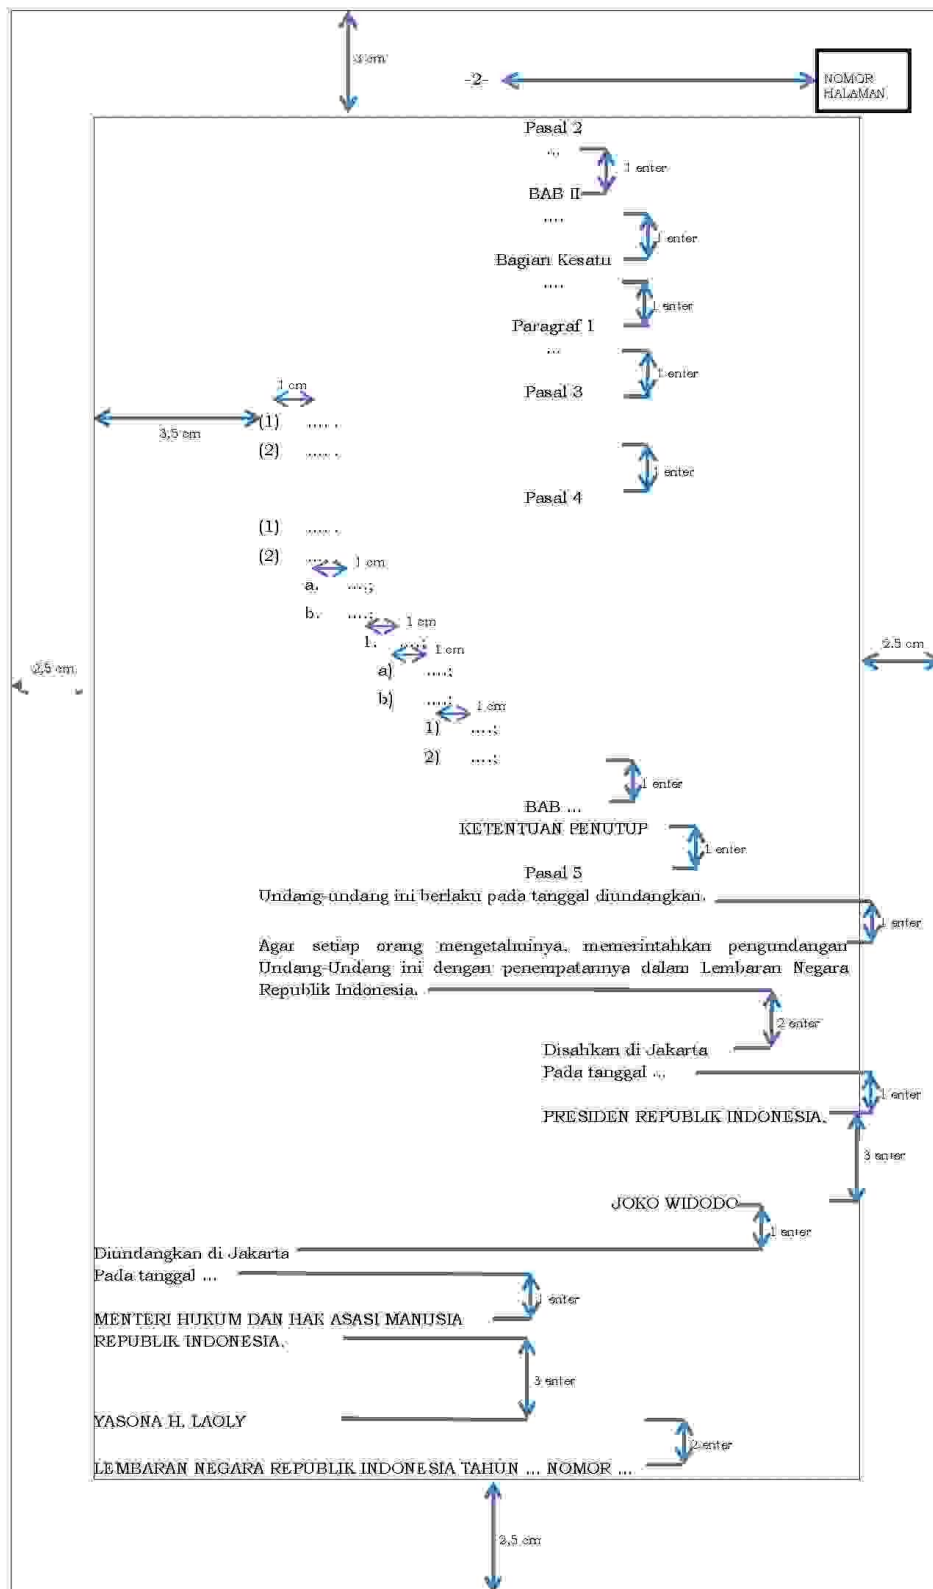 3 cm
-2-
NOMOR
HALAMAN
Pasal 2
...
1 enter
BAB II
....
1 enter
Bagian Kesatu
....
1 enter
Paragraf 1
...
1 enter
Pasal 3
1 cm
3,5 cm
(1) ......
(2) ......
1 enter
Pasal 4
(1) ......
(2) ....
1 cm
a. ....;
b. ....;
1 cm
1. ....;
1 cm
a) ....;
b) ....;
1 cm
1) ....;
2) ....;
2,5 cm
2,5 cm
1 enter
BAB ...
KETENTUAN PENUTUP
1 enter
Pasal 5
Undang-undang ini berlaku pada tanggal diundangkan.
1 enter
Agar setiap orang mengetahuinya, memerintahkan pengundangan
Undang-Undang ini dengan penempatannya dalam Lembaran Negara
Republik Indonesia.
2 enter
Disahkan di Jakarta
Pada tanggal ...
1 enter
PRESIDEN REPUBLIK INDONESIA,
3 enter
JOKO WIDODO
1 enter
Diundangkan di Jakarta
Pada tanggal ...
1 enter
MENTERI HUKUM DAN HAK ASASI MANUSIA
REPUBLIK INDONESIA,
3 enter
YASONA H. LAOLY
2 enter
LEMBARAN NEGARA REPUBLIK INDONESIA TAHUN ... NOMOR ...
2,5 cm